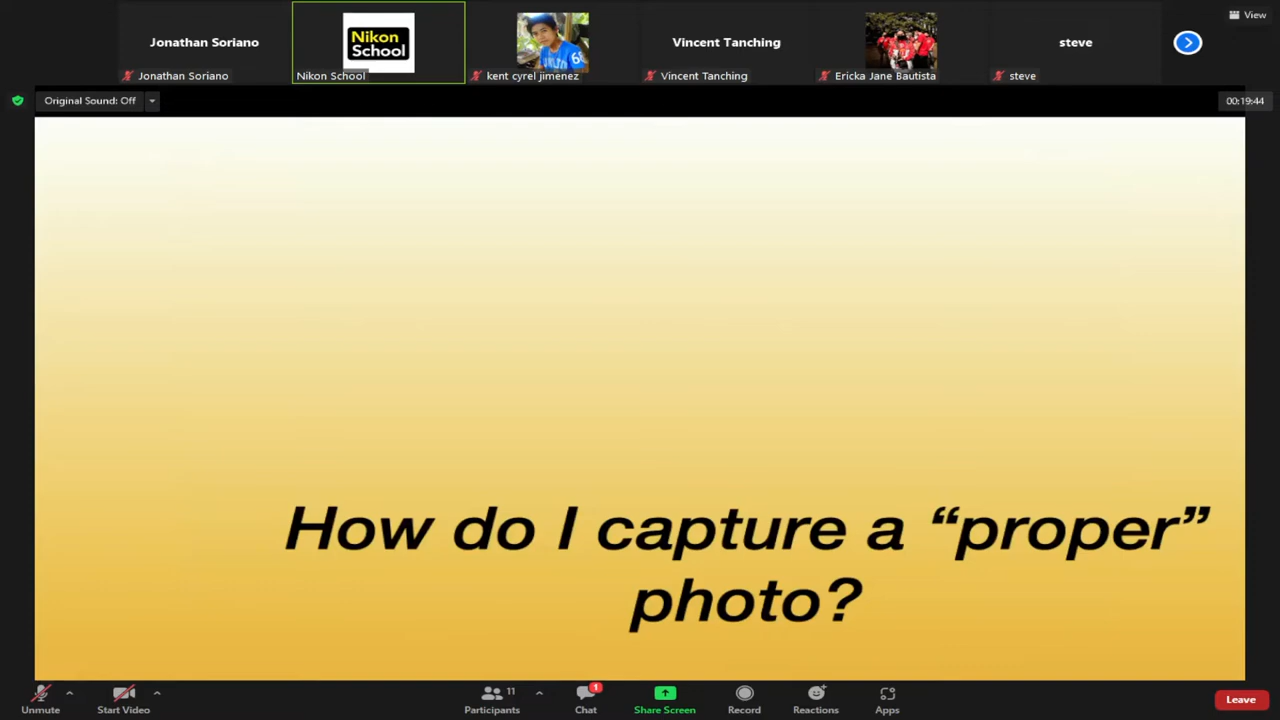 View
Jonathan Soriano
Nikon
School
Vincent Tanching
steve
Jonathan Soriano
Nikon School
kent cyrel jimenez
Vincent Tanching
Ericka Jane Bautista
steve
Original Sound: Off
00:19:44
How do I capture a “proper”
photo?
11
1
Unmute
Start Video
Participants
Chat
Share Screen
Record
Reactions
Apps
Leave